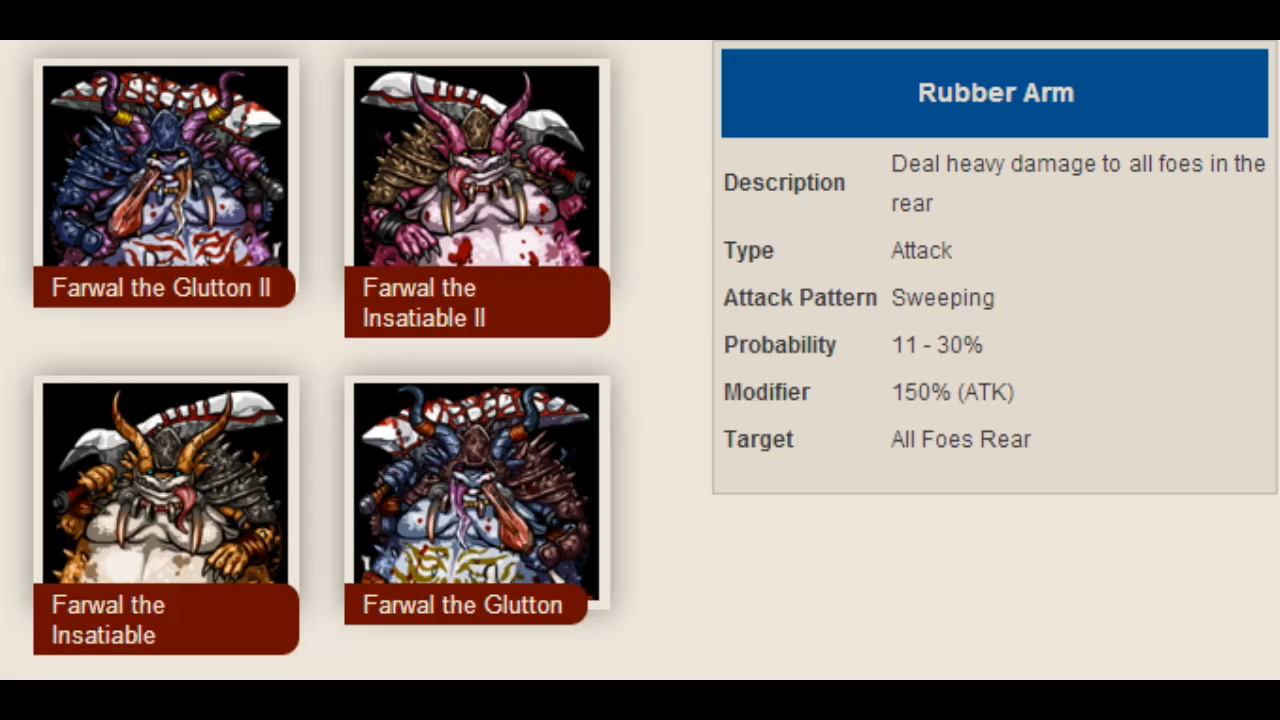 Farwal the Glutton II
Farwal the
Insatiable II
Farwal the
Insatiable
Farwal the Glutton
Rubber Arm
Description Deal heavy damage to all foes in the
rear
Type Attack
Attack Pattern Sweeping
Probability 11 - 30%
Modifier 150% (ATK)
Target All Foes Rear